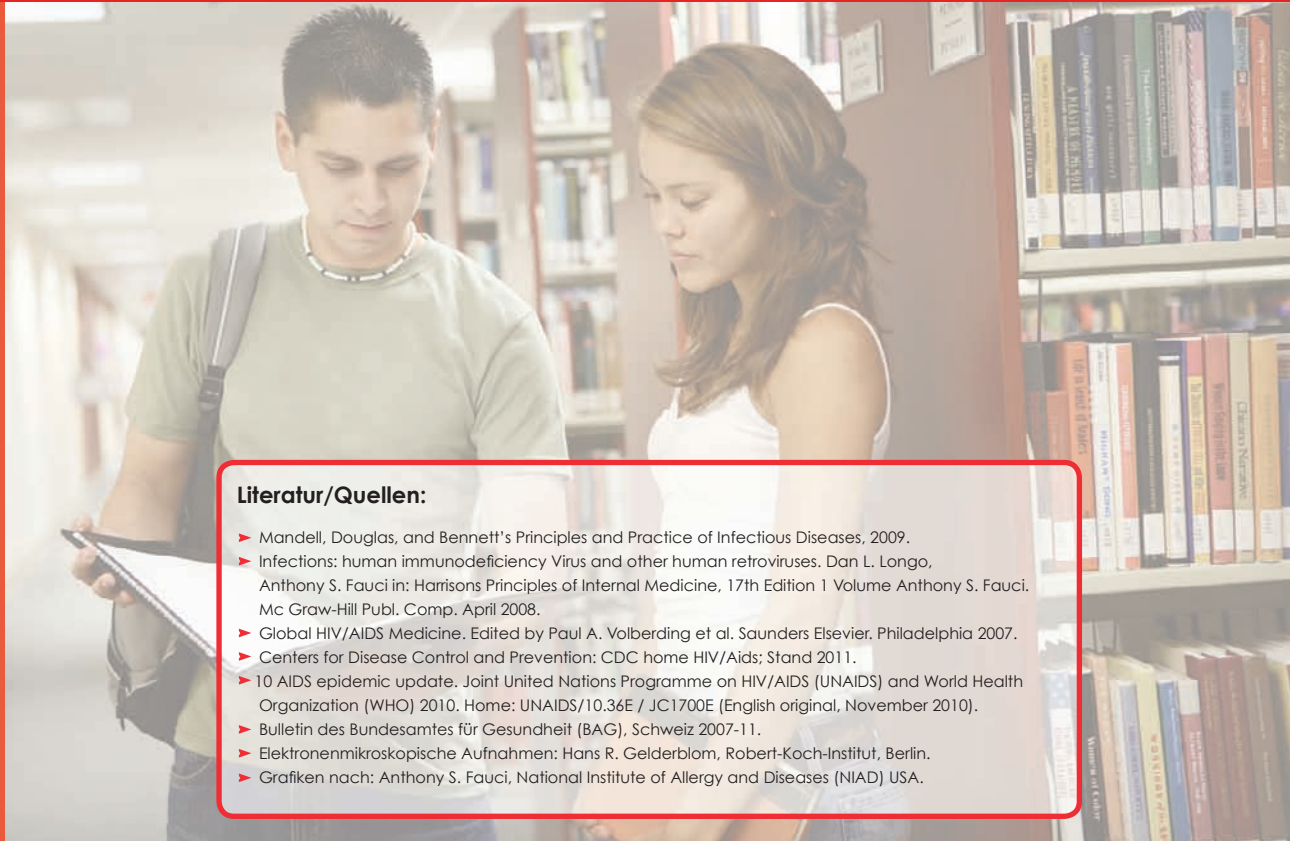 Literatur/Quellen:
➤ Mandell, Douglas, and Bennett’s Principles and Practice of Infectious Diseases, 2009.
➤ Infections: human immunodeficiency Virus and other human retroviruses. Dan L. Longo,
Anthony S. Fauci in: Harrisons Principles of Internal Medicine, 17th Edition 1 Volume Anthony S. Fauci.
Mc Graw-Hill Publ. Comp. April 2008.
➤ Global HIV/AIDS Medicine. Edited by Paul A. Volberding et al. Saunders Elsevier. Philadelphia 2007.
➤ Centers for Disease Control and Prevention: CDC home HIV/Aids; Stand 2011.
➤ 10 AIDS epidemic update. Joint United Nations Programme on HIV/AIDS (UNAIDS) and World Health
Organization (WHO) 2010. Home: UNAIDS/10.36E / JC1700E (English original, November 2010).
➤ Bulletin des Bundesamtes für Gesundheit (BAG), Schweiz 2007-11.
➤ Elektronenmikroskopische Aufnahmen: Hans R. Gelderblom, Robert-Koch-Institut, Berlin.
➤ Grafiken nach: Anthony S. Fauci, National Institute of Allergy and Diseases (NIAD) USA.